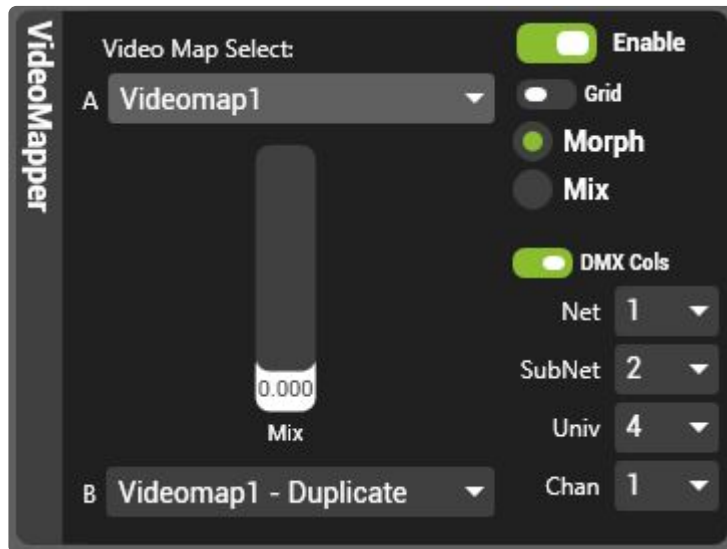 VideoMapper
Video Map Select:
A Videomap1
0.000
Mix
B Videomap1 - Duplicate
Enable
Grid
Morph
Mix
DMX Cols
Net 1
SubNet 2
Univ 4
Chan 1